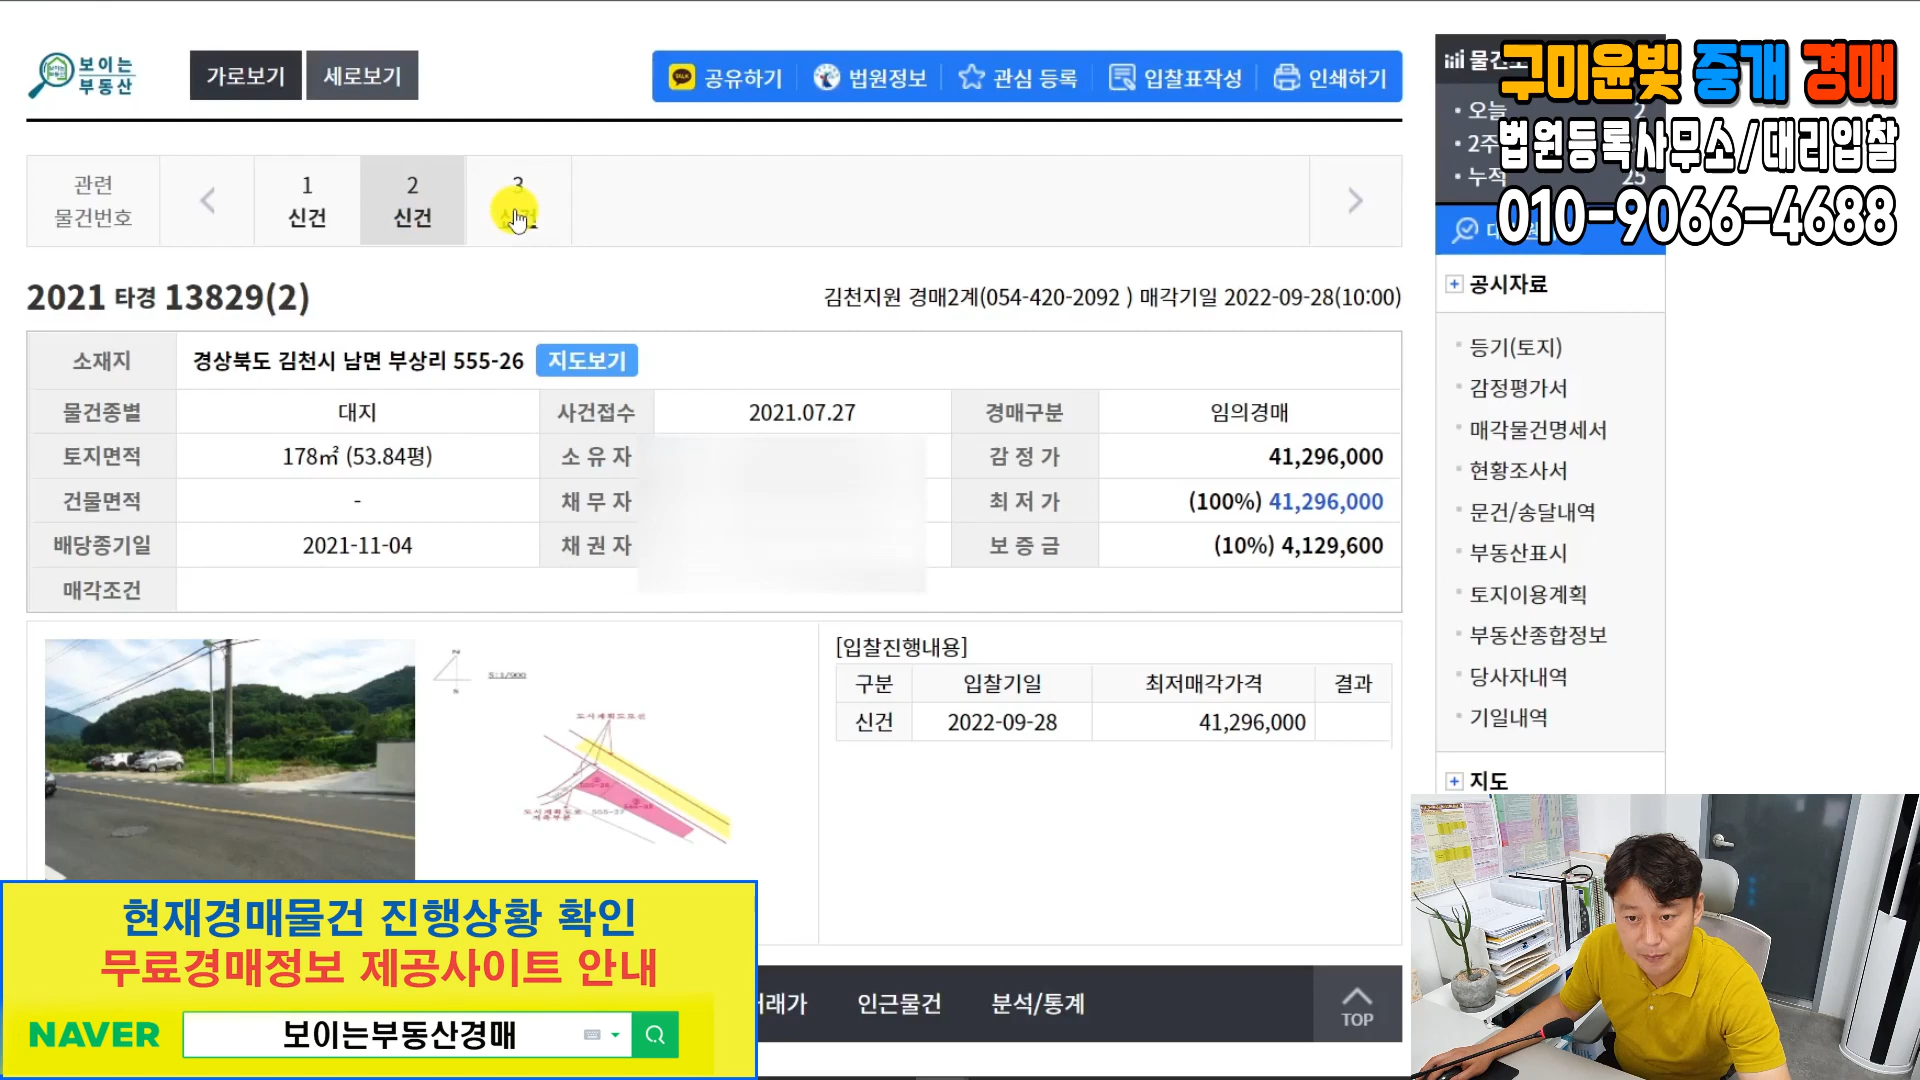 보이는
부동산
가로보기
세로보기
공유하기
법원정보
관심 등록
입찰표작성
인쇄하기
구미윤빛 중개 경매
법원등록사무소/대리입찰
010-9066-4688
오늘
2주
누적
25
관련
물건번호
1
신건
2
신건
3
2021 타경 13829(2)
김천지원 경매2계(054-420-2092 ) 매각기일 2022-09-28(10:00)
소재지
경상북도 김천시 남면 부상리 555-26
지도보기
물건종별
대지
사건접수
2021.07.27
경매구분
임의경매
토지면적
178㎡ (53.84평)
소 유 자
감 정 가
41,296,000
건물면적
-
채 무 자
최 저 가
(100%) 41,296,000
배당종기일
2021-11-04
채 권 자
보 증 금
(10%) 4,129,600
매각조건
공시자료
등기(토지)
감정평가서
매각물건명세서
현황조사서
문건/송달내역
부동산표시
토지이용계획
부동산종합정보
당사자내역
기일내역
지도
N
S
S:1/900
[입찰진행내용]
구분
입찰기일
최저매각가격
결과
신건
2022-09-28
41,296,000
인근물건
분석/통계
TOP
현재경매물건 진행상황 확인
무료경매정보 제공사이트 안내
NAVER
보이는부동산경매